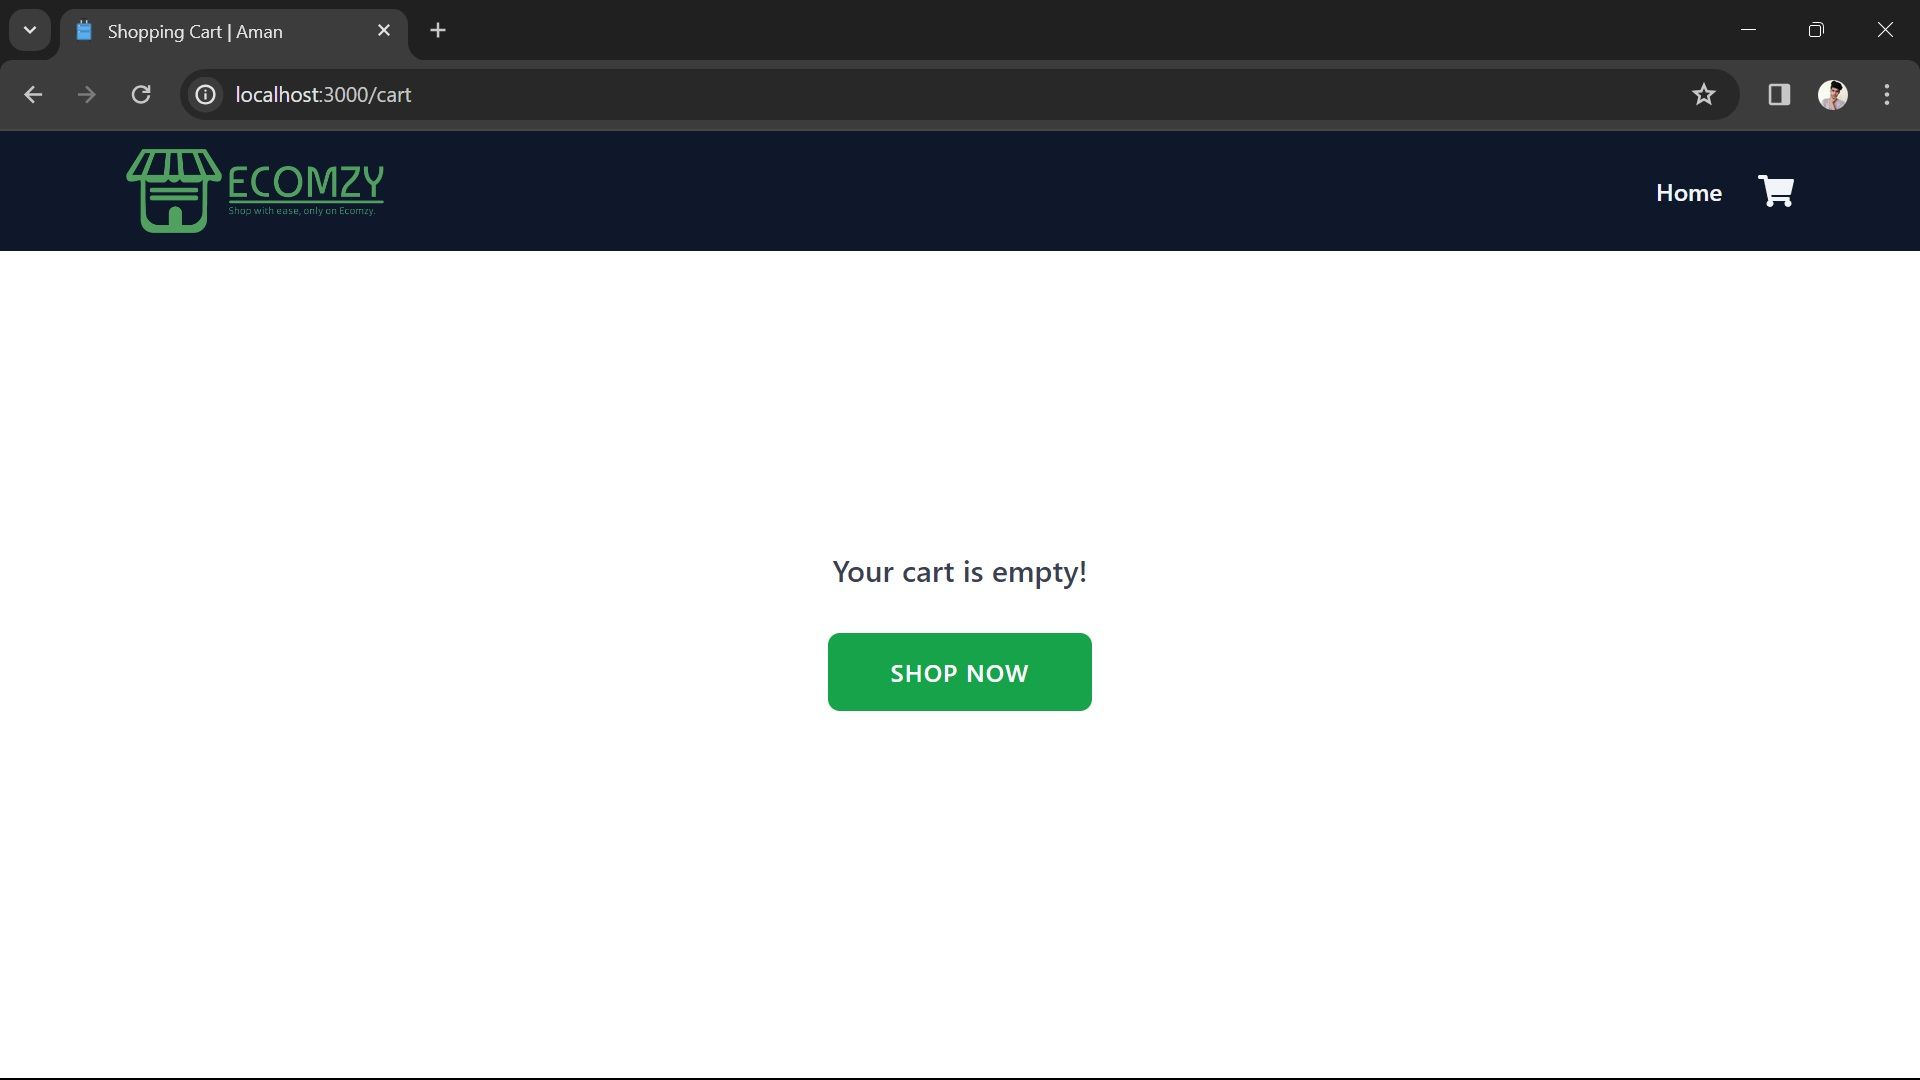 Shopping Cart | Aman
localhost:3000/cart
ECOMZY
Shop with ease, only on Ecomzy.
Home
Your cart is empty!
SHOP NOW